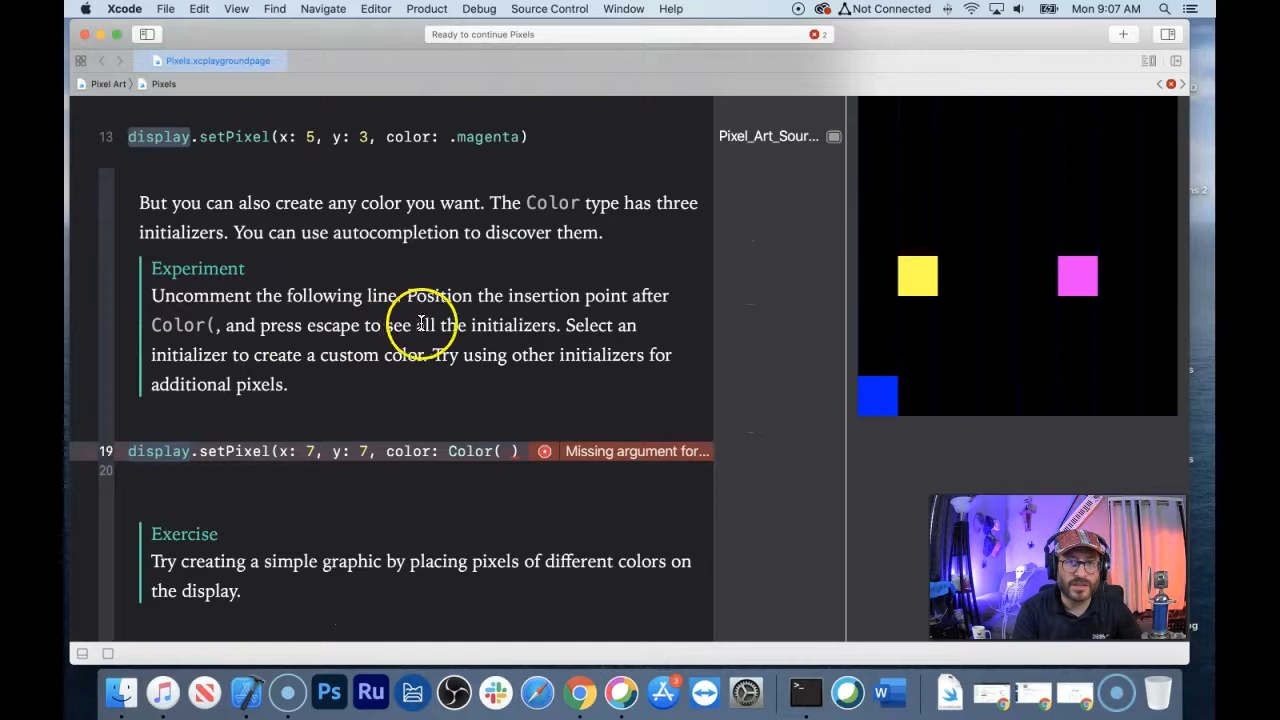 Xcode File Edit View Find Navigate Editor Product Debug Source Control Window Help Not Connected Mon 9:07 AM
Ready to continue Pixels 2
Pixels.xcplaygroundpage
Pixel Art Pixels
13 display.setPixel(x: 5, y: 3, color: .magenta) Pixel_Art_Sour...
But you can also create any color you want. The Color type has three
initializers. You can use autocompletion to discover them.
Experiment
Uncomment the following line. Position the insertion point after
Color(, and press escape to see all the initializers. Select an
initializer to create a custom color. Try using other initializers for
additional pixels.
19 display.setPixel(x: 7, y: 7, color: Color( ) Missing argument for...
20
Exercise
Try creating a simple graphic by placing pixels of different colors on
the display.
Ps Ru 3 W